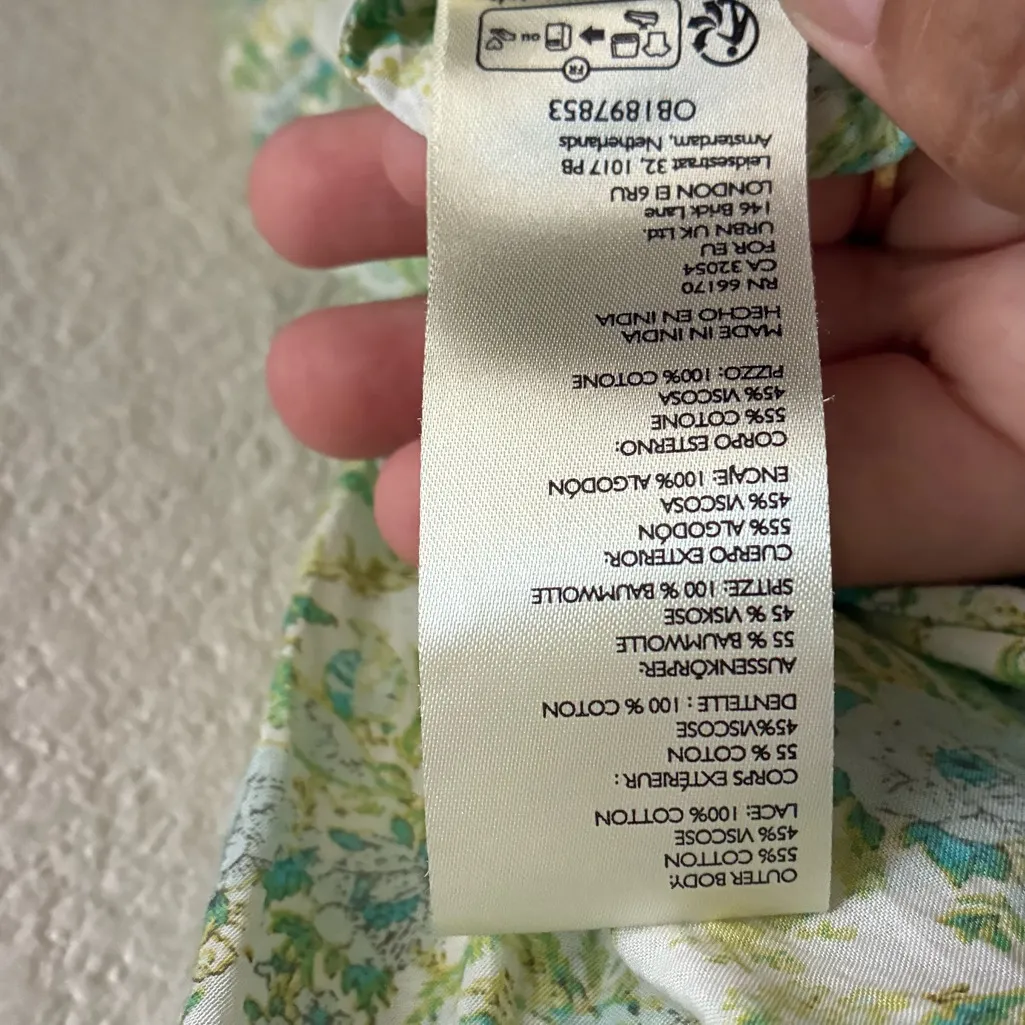 OUTER BODY:
55% COTTON
45% VISCOSE
LACE: 100% COTTON
CORPS EXTÉRIEUR :
55 % COTON
45%VISCOSE
DENTELLE : 100 % COTON
AUSSENKÖRPER:
55 % BAUMWOLLE
45 % VISKOSE
SPITZE: 100 % BAUMWOLLE
CUERPO EXTERIOR:
55% ALGODÓN
45% VISCOSA
ENCAJE: 100% ALGODÓN
CORPO ESTERNO:
55% COTONE
45% VISCOSA
PIZZO: 100% COTONE
MADE IN INDIA
HECHO EN INDIA
RN 66170
CA 32054
FOR EU
URBN UK Ltd.
146 Brick Lane
LONDON E1 6RU
Leidsestraat 32, 1017 PB
Amsterdam, Netherlands
OB1897853
FR
ou